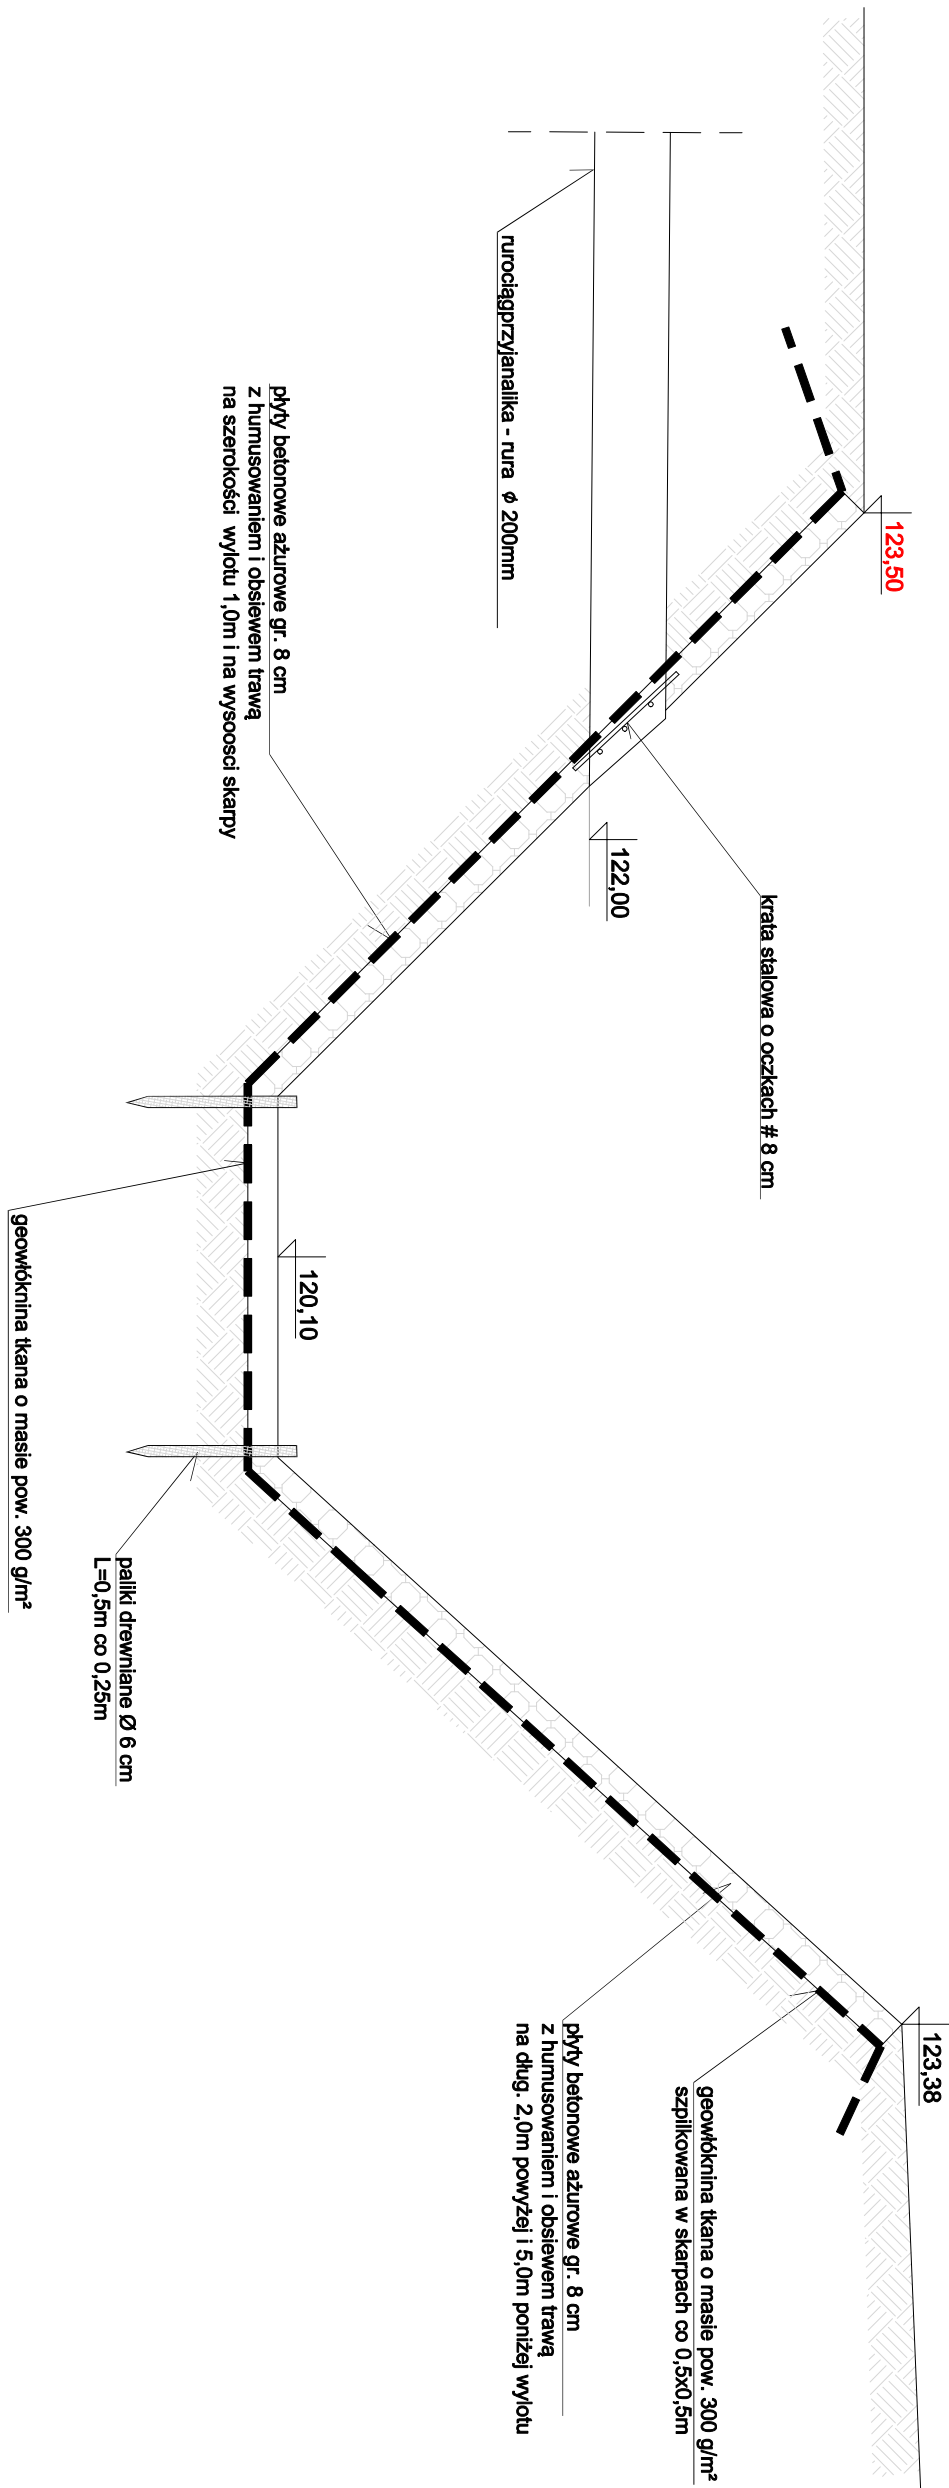 123,50
rurociągprzyjanalika - rura ϕ 200mm
płyty betonowe ażurowe gr. 8 cm
z humusowaniem i obsiewem trawą
na szerokości wylotu 1,0m i na wysoosci skarpy
122,00
krata stalowa o oczkach # 8 cm
120,10
geowłóknina tkana o masie pow. 300 g/m²
paliki drewniane Ø 6 cm
L=0,5m co 0,25m
123,38
geowłóknina tkana o masie pow. 300 g/m²
szpilkowana w skarpach co 0,5x0,5m
płyty betonowe ażurowe gr. 8 cm
z humusowaniem i obsiewem trawą
na dług. 2,0m powyżej i 5,0m poniżej wylotu